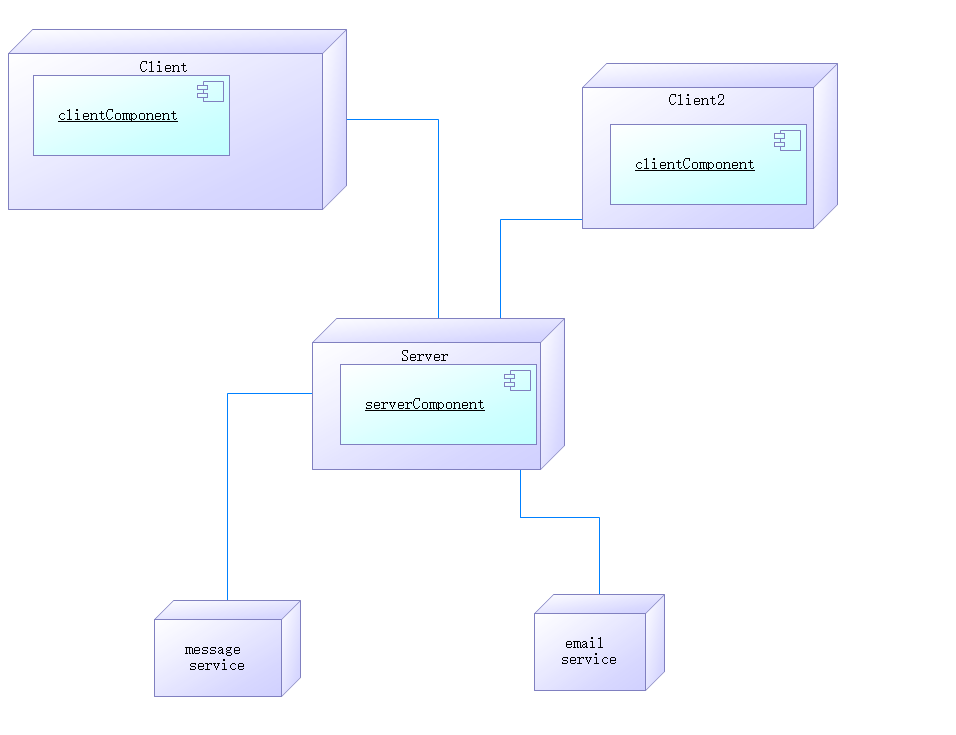 Client
clientComponent
Client2
clientComponent
Server
serverComponent
message
service
email
service